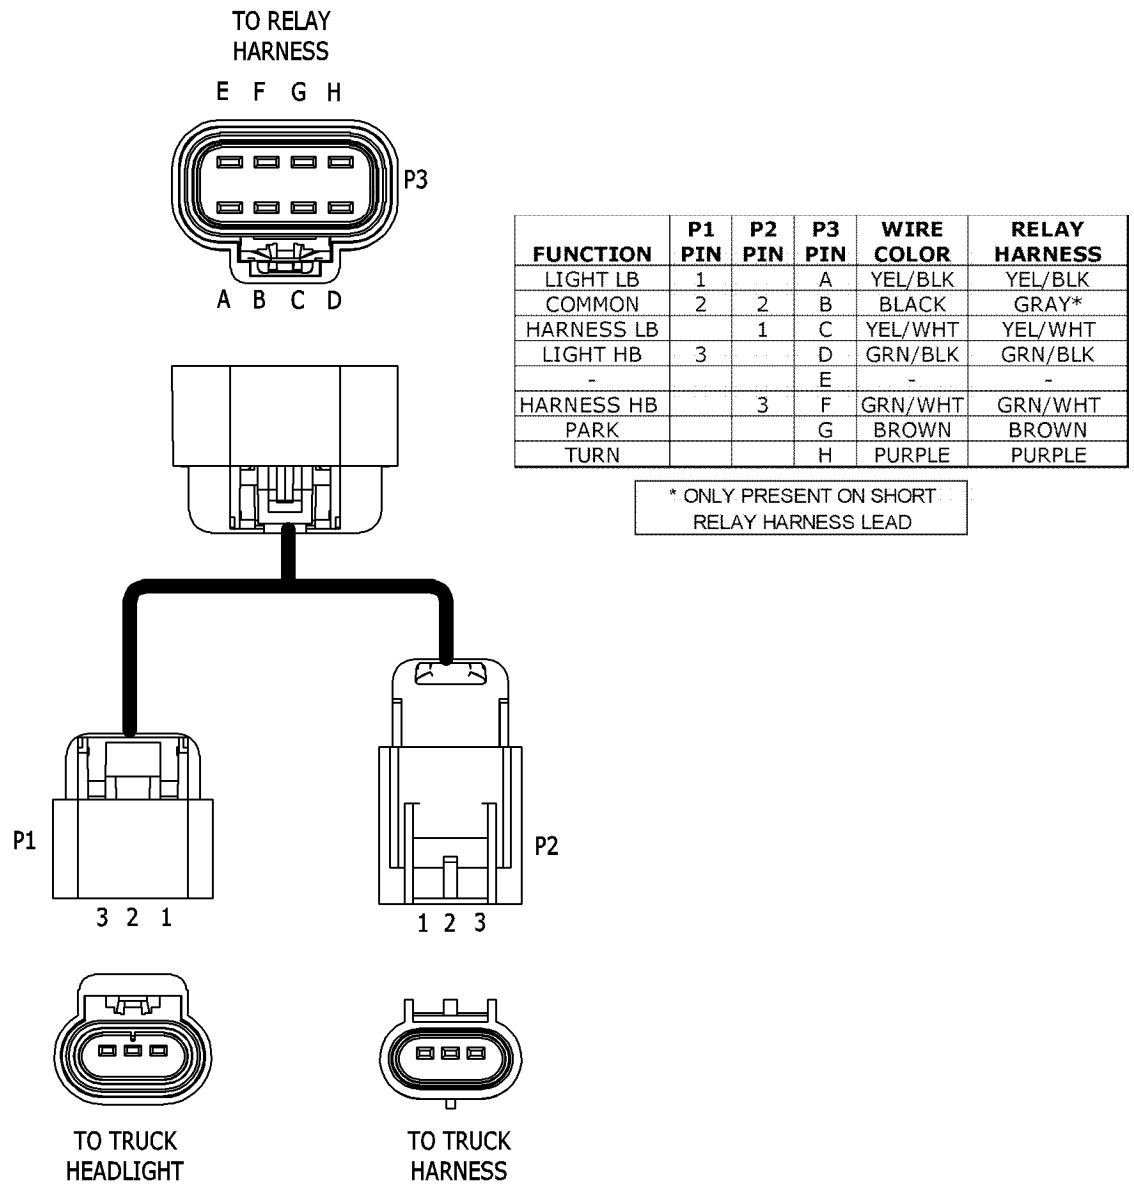 TO RELAY
HARNESS
E F G H
P3
A B C D
FUNCTION P1 PIN P2 PIN P3 PIN WIRE COLOR RELAY HARNESS
LIGHT LB 1 A YEL/BLK YEL/BLK
COMMON 2 2 B BLACK GRAY*
HARNESS LB 1 C YEL/WHT YEL/WHT
LIGHT HB 3 D GRN/BLK GRN/BLK
- E - -
HARNESS HB 3 F GRN/WHT GRN/WHT
PARK G BROWN BROWN
TURN H PURPLE PURPLE
* ONLY PRESENT ON SHORT
RELAY HARNESS LEAD
P1
3 2 1
P2
1 2 3
TO TRUCK
HEADLIGHT
TO TRUCK
HARNESS